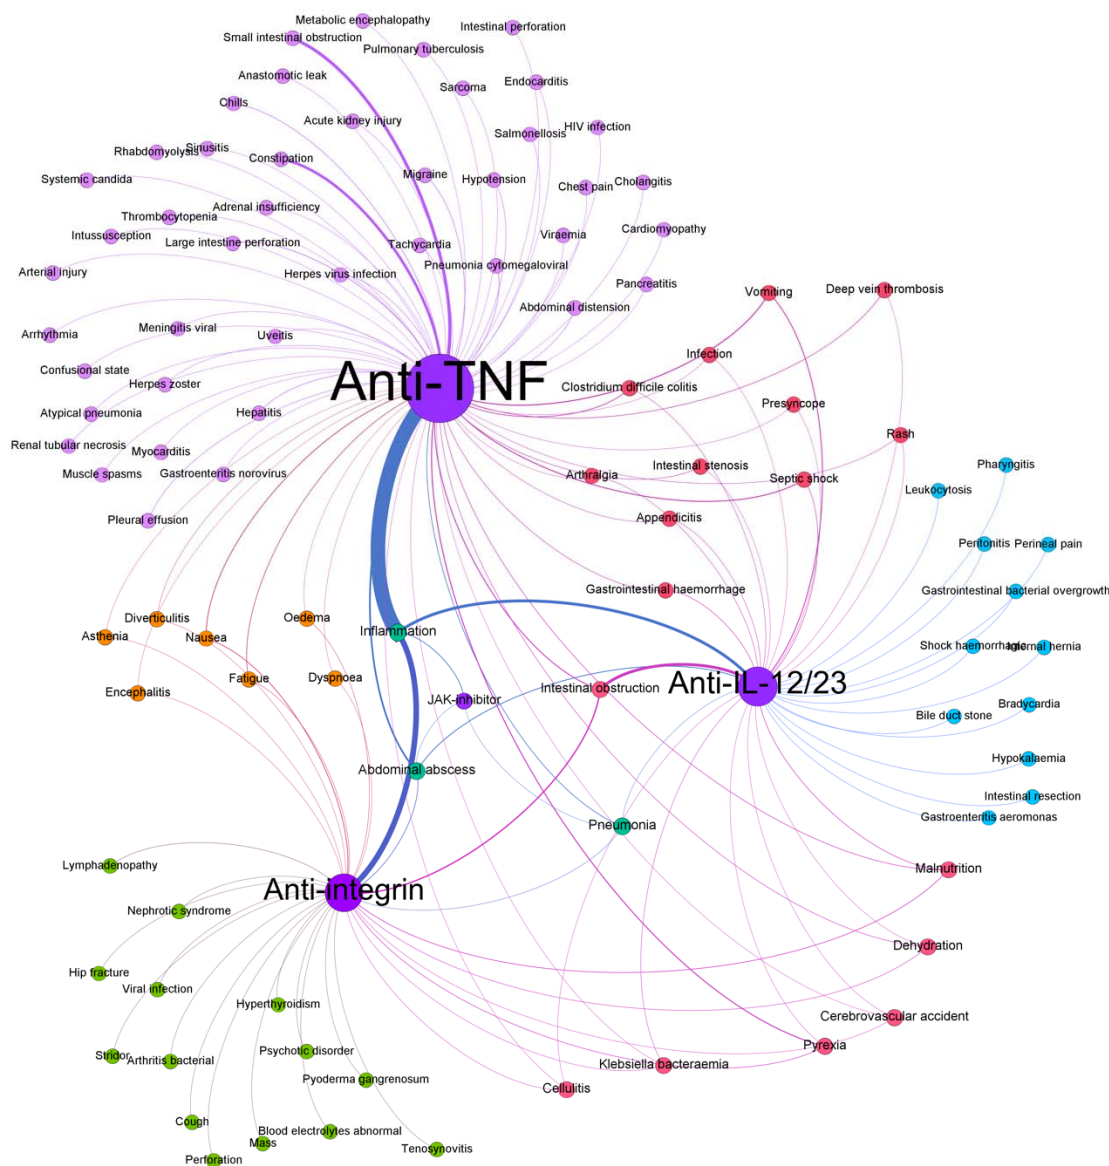 Metabolic encephalopathy
Intestinal perforation
Small intestinal obstruction
Pulmonary tuberculosis
Anastomotic leak
Sarcoma
Endocarditis
Chills
Acute kidney injury
Salmonellosis
HIV infection
Rhabdomyolysis
Sinusitis
Constipation
Migraine
Hypotension
Chest pain
Cholangitis
Systemic candida
Adrenal insufficiency
Thrombocytopenia
Intussusception
Large intestine perforation
Tachycardia
Viraemia
Cardiomyopathy
Arterial Injury
Herpes virus infection
Pneumonia cytomegaloviral
Pancreatitis
Vomiting
Deep vein thrombosis
Abdominal distension
Arrhythmia
Meningitis viral
Uveitis
Infection
Confusional state
Herpes zoster
Anti-TNF
Clostridium difficile colitis
Presyncope
Atypical pneumonia
Hepatitis
Rash
Renal tubular necrosis
Myocarditis
Muscle spasms
Gastroenteritis norovirus
Arthralgia
Intestinal stenosis
Septic shock
Pharyngitis
Leukocytosis
Pleural effusion
Appendicitis
Peritonitis
Perineal pain
Gastrointestinal haemorrhage
Gastrointestinal bacterial overgrowth
Diverticulitis
Oedema
Asthenia
Nausea
Inflammation
Shock haemorrhagic
Internal hernia
Encephalitis
Fatigue
Dyspnoea
JAK-inhibitor
Intestinal obstruction
Anti-IL-12/23
Bradycardia
Bile duct stone
Hypokalaemia
Abdominal abscess
Intestinal resection
Gastroenteritis aeromonas
Pneumonia
Lymphadenopathy
Malnutrition
Anti-integrin
Nephrotic syndrome
Dehydration
Hip fracture
Viral infection
Hyperthyroidism
Cerebrovascular accident
Stridor
Arthritis bacterial
Psychotic disorder
Pyrexia
Klebsiella bacteraemia
Pyoderma gangrenosum
Cellulitis
Cough
Blood electrolytes abnormal
Mass
Tenosynovitis
Perforation